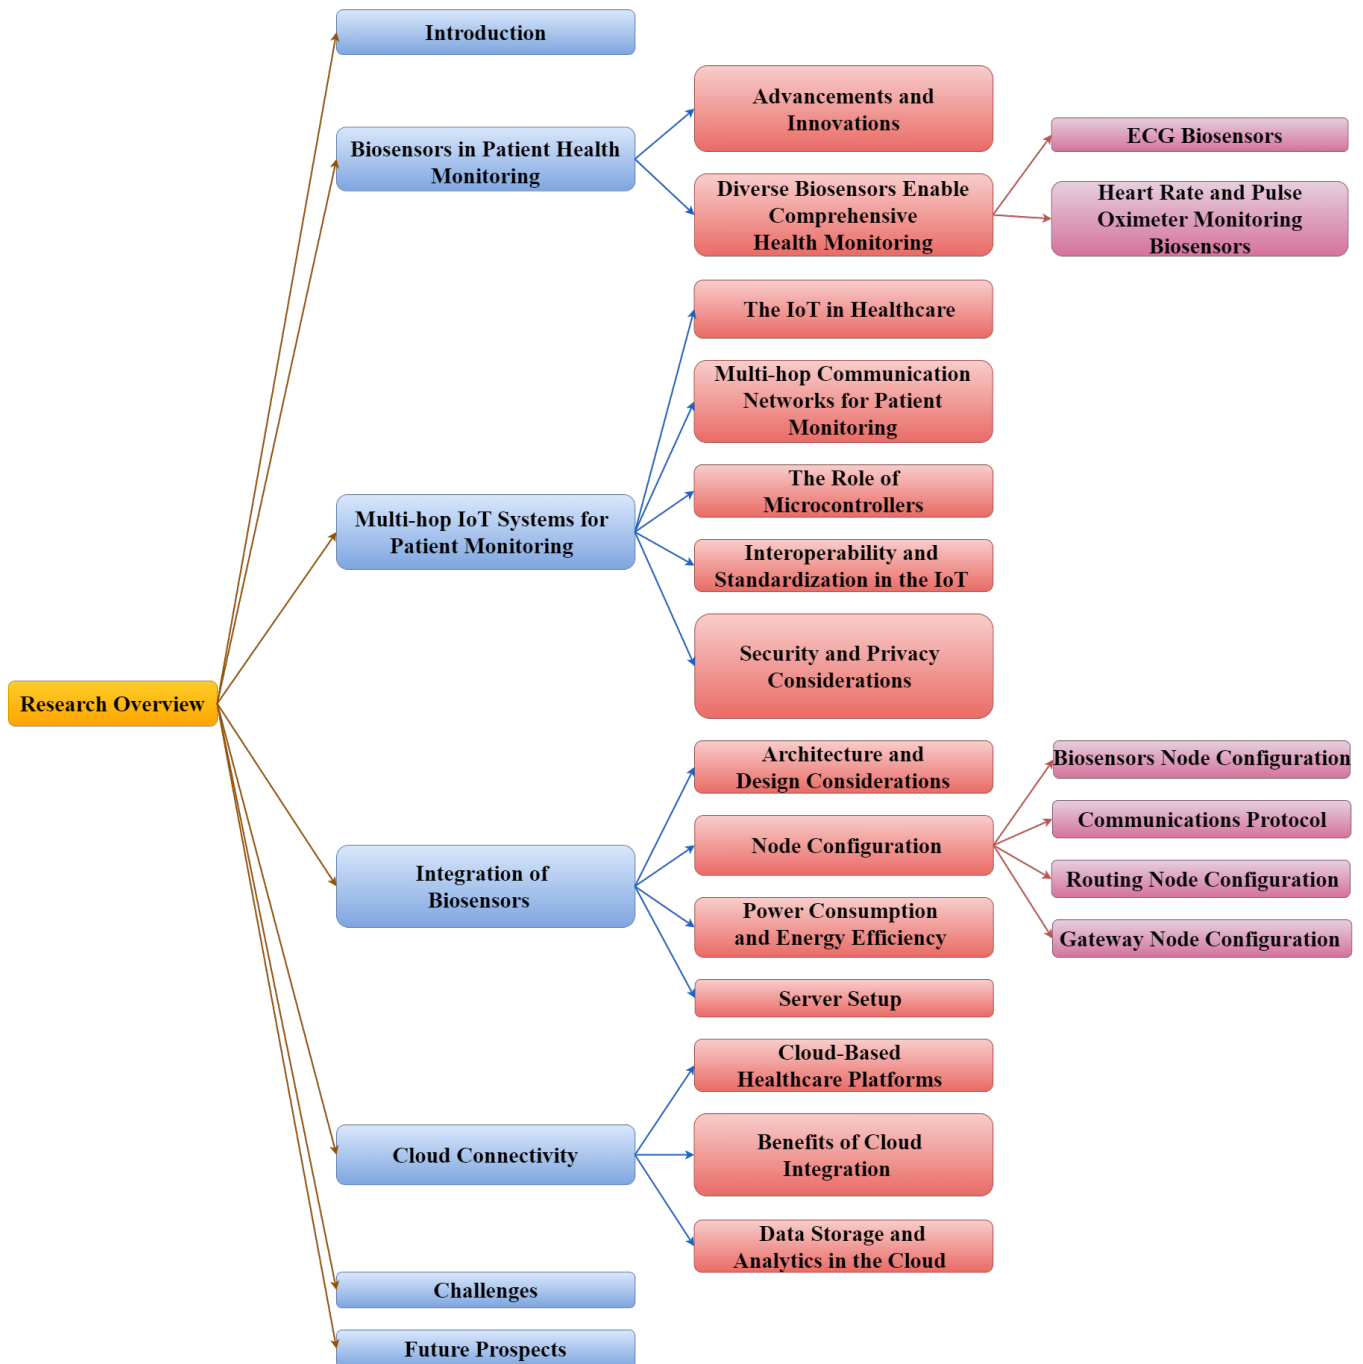 Research Overview
Introduction
Biosensors in Patient Health
Monitoring
Advancements and
Innovations
Diverse Biosensors Enable
Comprehensive
Health Monitoring
ECG Biosensors
Heart Rate and Pulse
Oximeter Monitoring
Biosensors
Multi-hop IoT Systems for
Patient Monitoring
The IoT in Healthcare
Multi-hop Communication
Networks for Patient
Monitoring
The Role of
Microcontrollers
Interoperability and
Standardization in the IoT
Security and Privacy
Considerations
Integration of
Biosensors
Architecture and
Design Considerations
Node Configuration
Biosensors Node Configuration
Communications Protocol
Routing Node Configuration
Gateway Node Configuration
Power Consumption
and Energy Efficiency
Server Setup
Cloud Connectivity
Cloud-Based
Healthcare Platforms
Benefits of Cloud
Integration
Data Storage and
Analytics in the Cloud
Challenges
Future Prospects